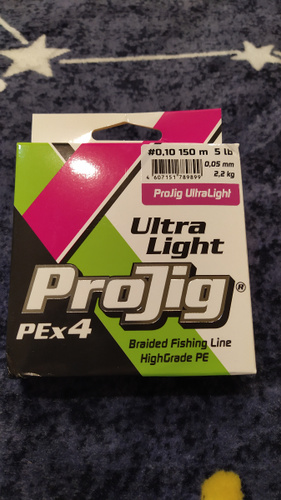 #0,10 150 m 5 lb
0,05 mm
2,2 kg
4 607151 789899
ProJig UltraLight
Ultra
Light
ProJig®
PEx4
Braided Fishing Line
HighGrade PE